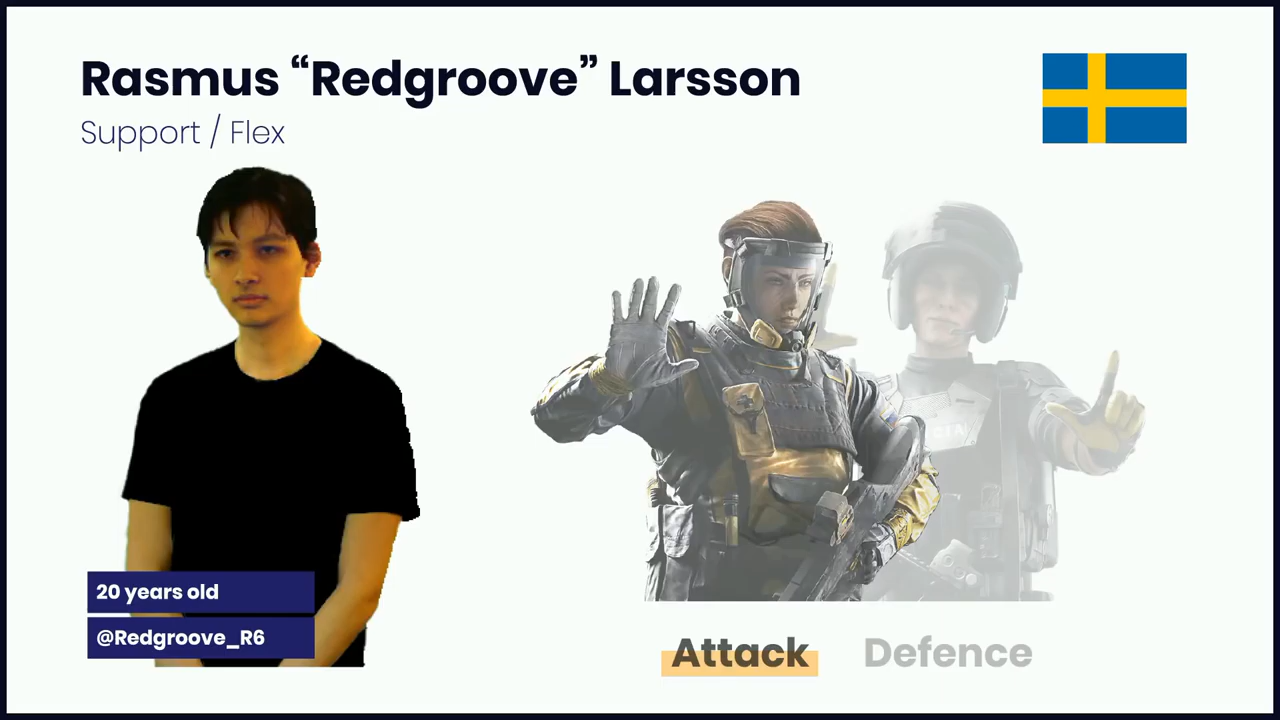 Rasmus “Redgroove” Larsson
Support / Flex
20 years old
@Redgroove_R6
Attack
Defence